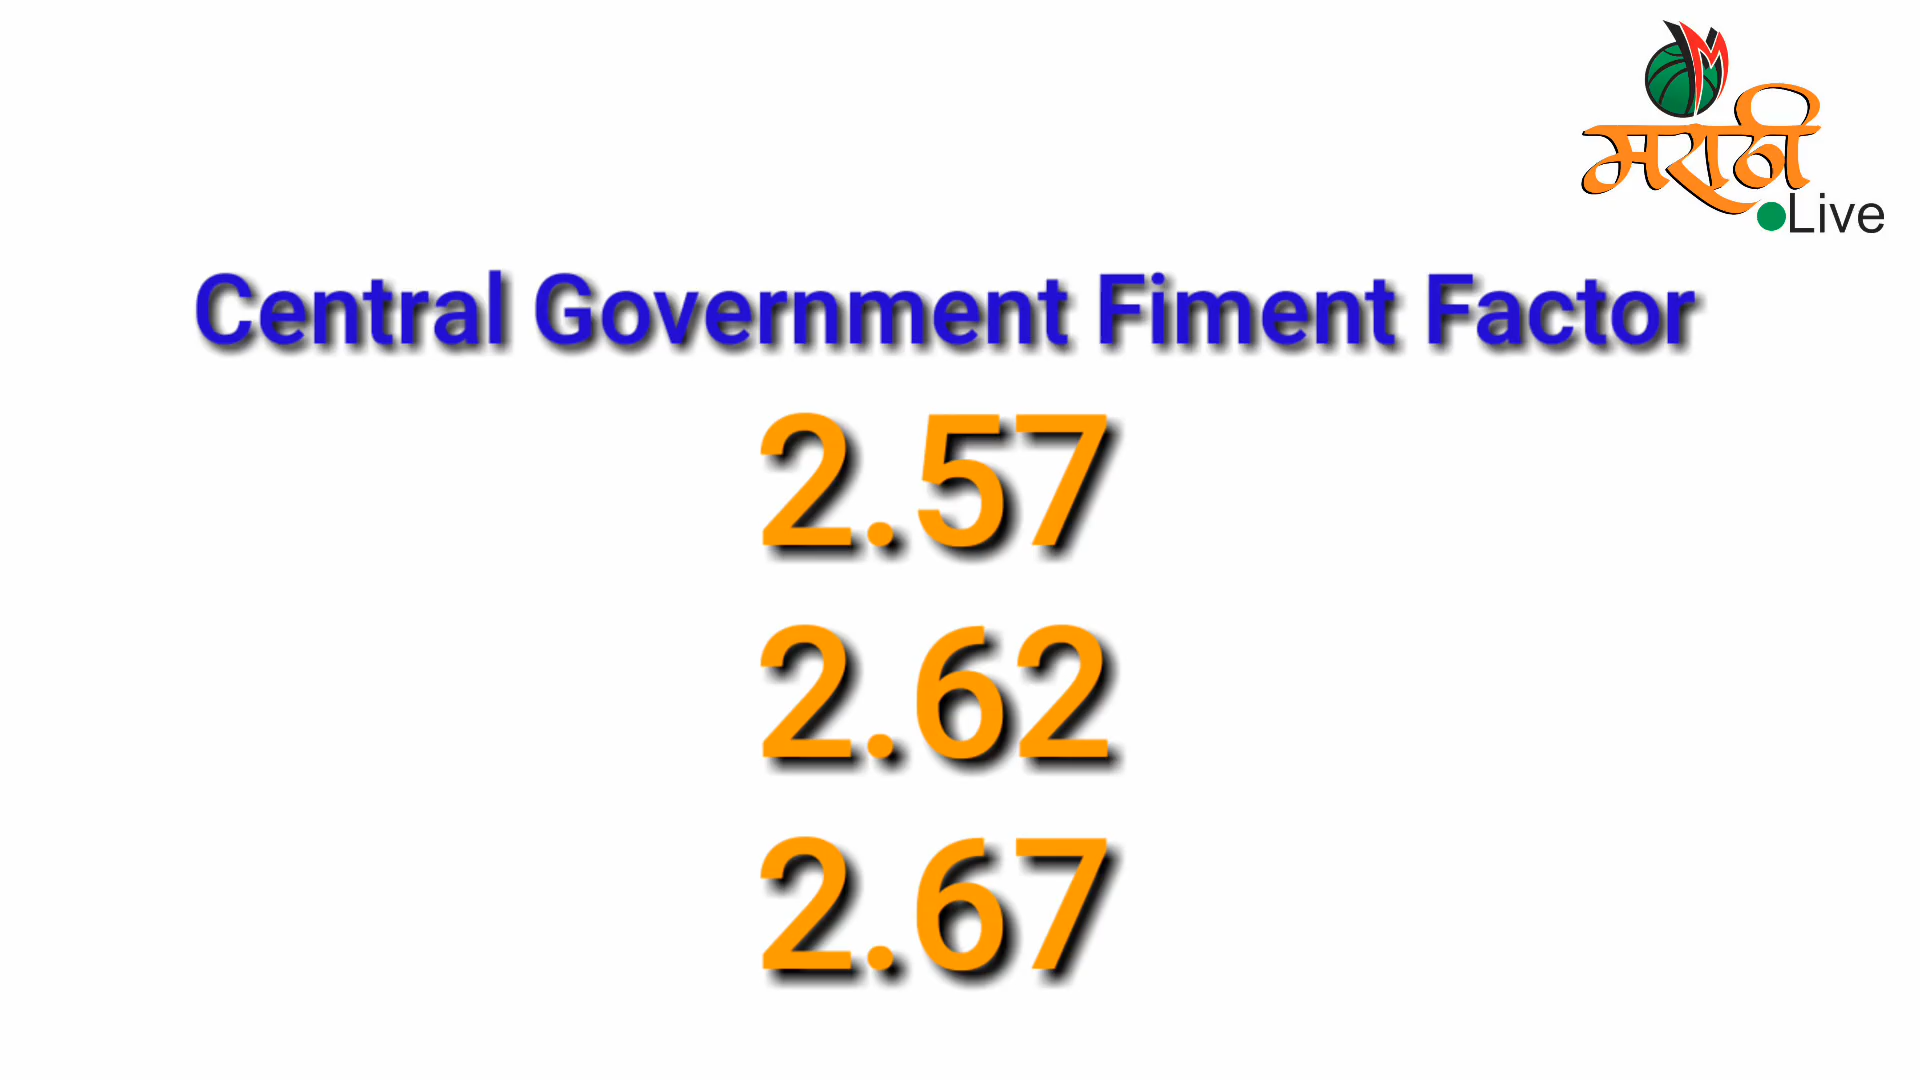 मराठी
Live
Central Government Fiment Factor
2.57
2.62
2.67